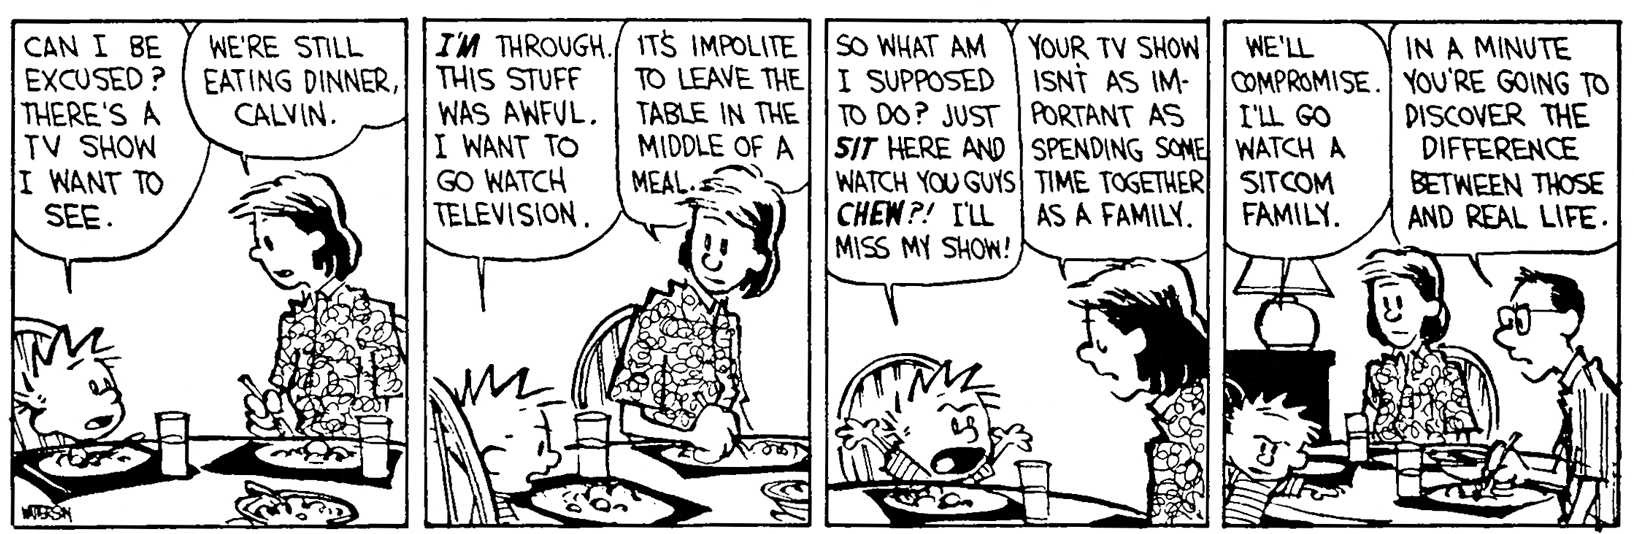 CAN I BE
EXCUSED?
THERE'S A
TV SHOW
I WANT TO
SEE.
WE'RE STILL
EATING DINNER,
CALVIN.
WATTERSON
I'M THROUGH.
THIS STUFF
WAS AWFUL.
I WANT TO
GO WATCH
TELEVISION.
IT'S IMPOLITE
TO LEAVE THE
TABLE IN THE
MIDDLE OF A
MEAL.
SO WHAT AM
I SUPPOSED
TO DO? JUST
SIT HERE AND
WATCH YOU GUYS
CHEW?! I'LL
MISS MY SHOW!
YOUR TV SHOW
ISN'T AS IM-
PORTANT AS
SPENDING SOME
TIME TOGETHER
AS A FAMILY.
WE'LL
COMPROMISE.
I'LL GO
WATCH A
SITCOM
FAMILY.
IN A MINUTE
YOU'RE GOING TO
DISCOVER THE
DIFFERENCE
BETWEEN THOSE
AND REAL LIFE.